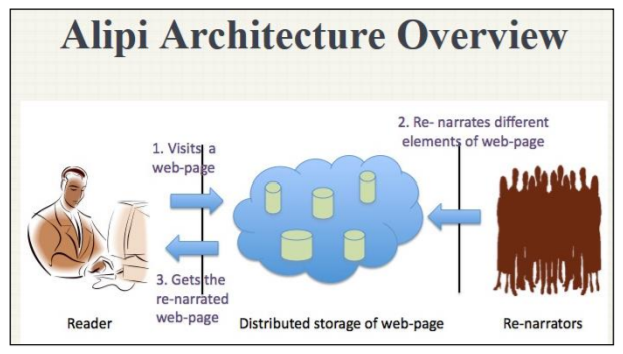 Alipi Architecture Overview
1. Visits a
web-page
2. Re- narrates different
elements of web-page
3. Gets the
re-narrated
web-page
Reader
Distributed storage of web-page
Re-narrators